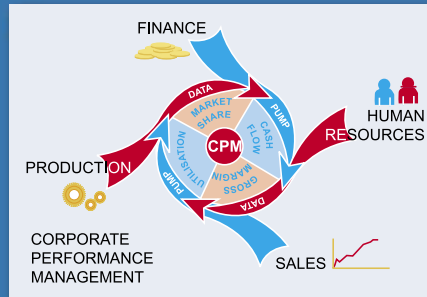 FINANCE
DATA
MARKET
SHARE
PUMP
CASH
FLOW
HUMAN
RESOURCES
CPM
UTILISATION
PRODUCTION
PUMP
GROSS
MARGIN
DATA
CORPORATE
PERFORMANCE
MANAGEMENT
SALES